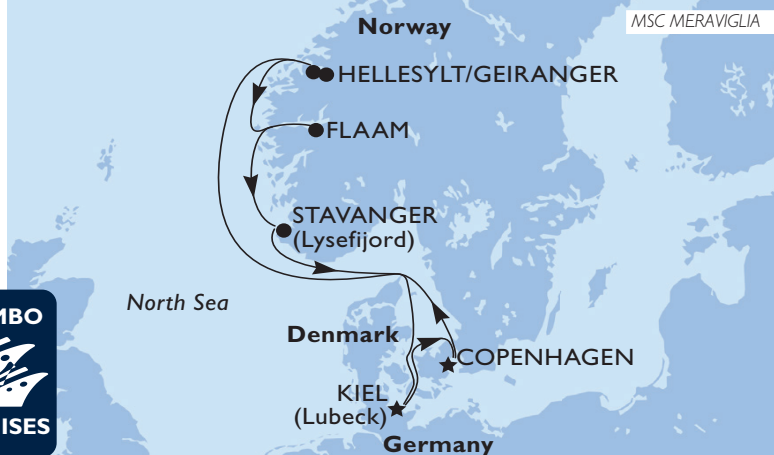 MSC MERAVIGLIA
Norway
HELLESYLT/GEIRANGER
FLAAM
STAVANGER
(Lysefijord)
North Sea
MBO
ISES
Denmark
COPENHAGEN
KIEL
(Lubeck)
Germany